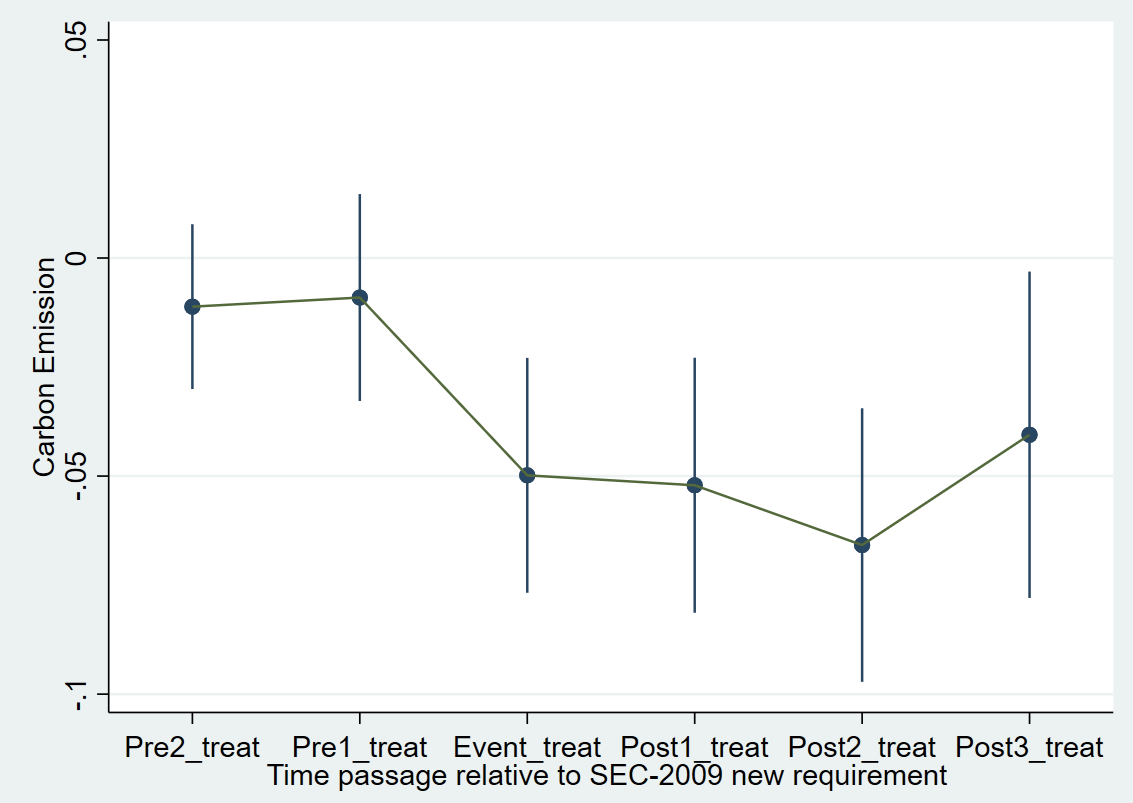 .05
0
-.05
-.1
Carbon Emission
Pre2_treat Pre1_treat Event_treat Post1_treat Post2_treat Post3_treat
Time passage relative to SEC-2009 new requirement